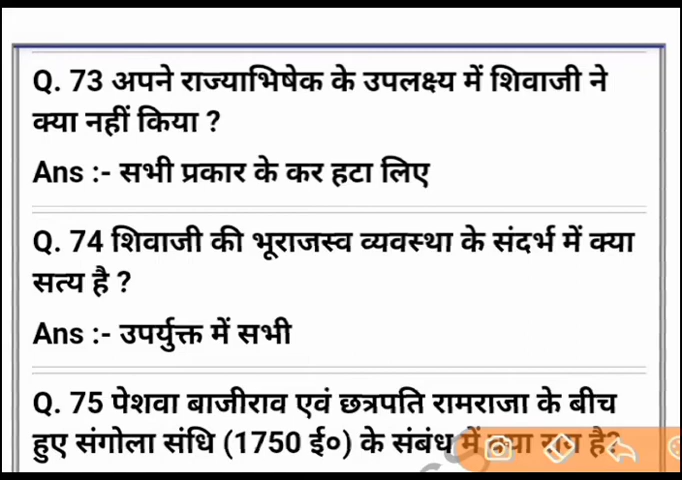 Q. 73 अपने राज्याभिषेक के उपलक्ष्य में शिवाजी ने
क्या नहीं किया ?
Ans :- सभी प्रकार के कर हटा लिए
Q. 74 शिवाजी की भूराजस्व व्यवस्था के संदर्भ में क्या
सत्य है ?
Ans :- उपर्युक्त में सभी
Q. 75 पेशवा बाजीराव एवं छत्रपति रामराजा के बीच
हुए संगोला संधि (1750 ई०) के संबंध में है?